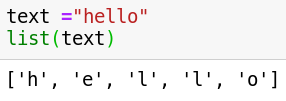 text ="hello"
list(text)
['h', 'e', 'l', 'l', 'o']